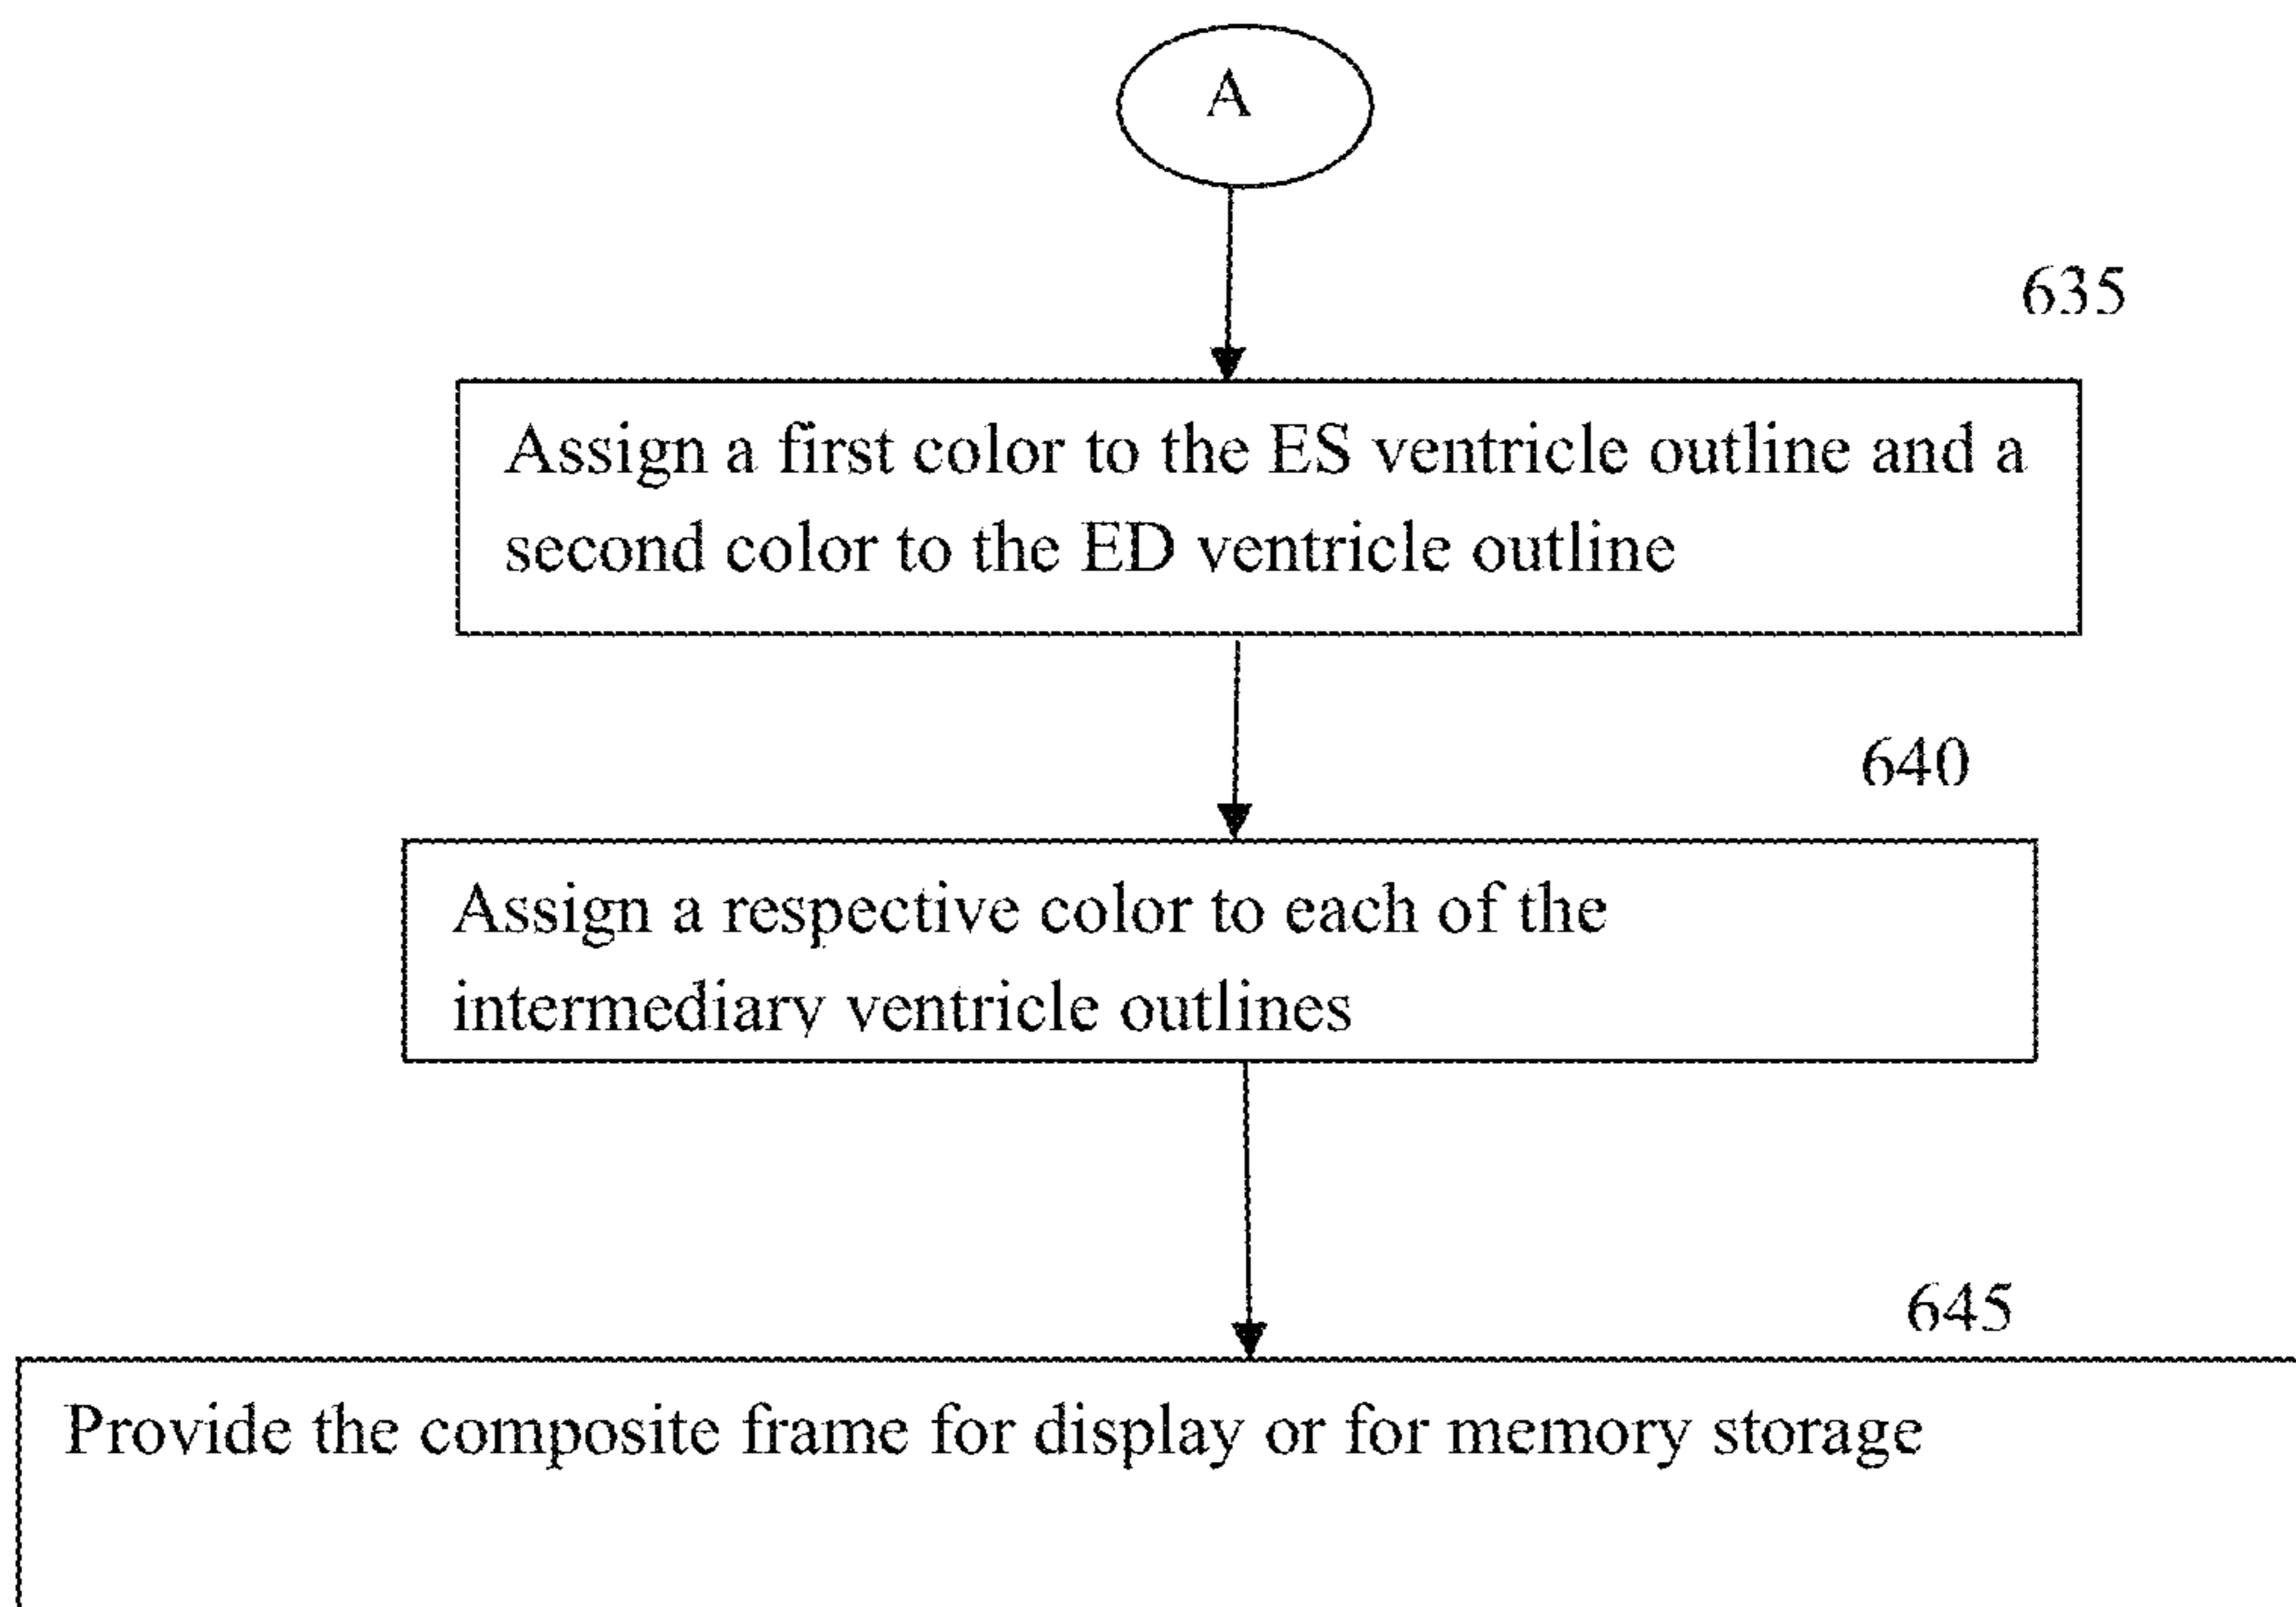 A
635
Assign a first color to the ES ventricle outline and a
second color to the ED ventricle outline
640
Assign a respective color to each of the
intermediary ventricle outlines
645
Provide the composite frame for display or for memory storage